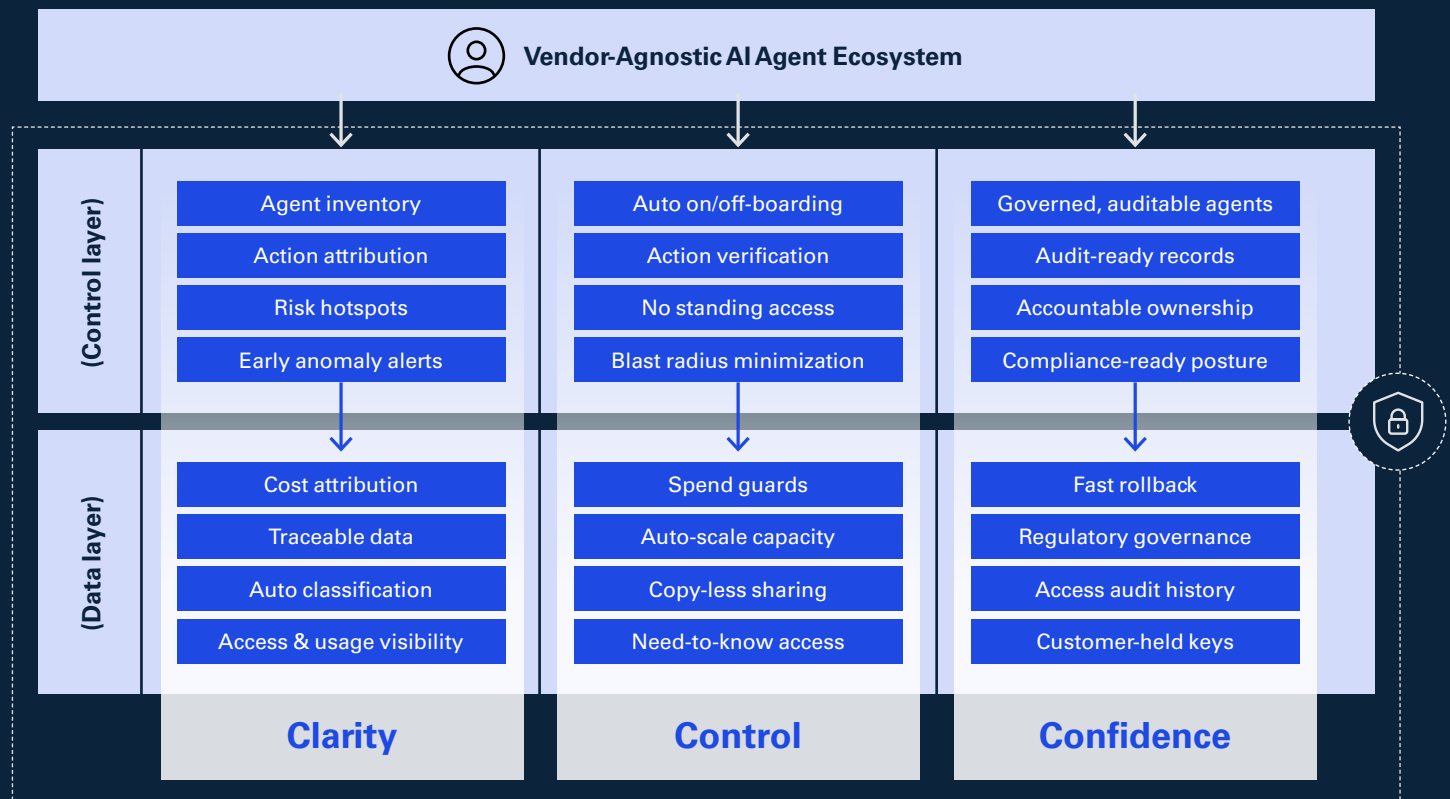 Vendor-Agnostic AI Agent Ecosystem
(Control layer)
Agent inventory
Action attribution
Risk hotspots
Early anomaly alerts
Auto on/off-boarding
Action verification
No standing access
Blast radius minimization
Governed, auditable agents
Audit-ready records
Accountable ownership
Compliance-ready posture
(Data layer)
Cost attribution
Traceable data
Auto classification
Access & usage visibility
Spend guards
Auto-scale capacity
Copy-less sharing
Need-to-know access
Fast rollback
Regulatory governance
Access audit history
Customer-held keys
Clarity
Control
Confidence